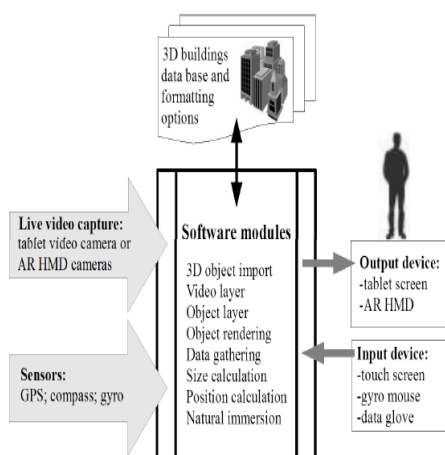 3D buildings
data base and
formatting
options
Live video capture:
tablet video camera or
AR HMD cameras
Sensors:
GPS; compass; gyro
Software modules
3D object import
Video layer
Object layer
Object rendering
Data gathering
Size calculation
Position calculation
Natural immersion
Output device:
-tablet screen
-AR HMD
Input device:
-touch screen
-gyro mouse
-data glove